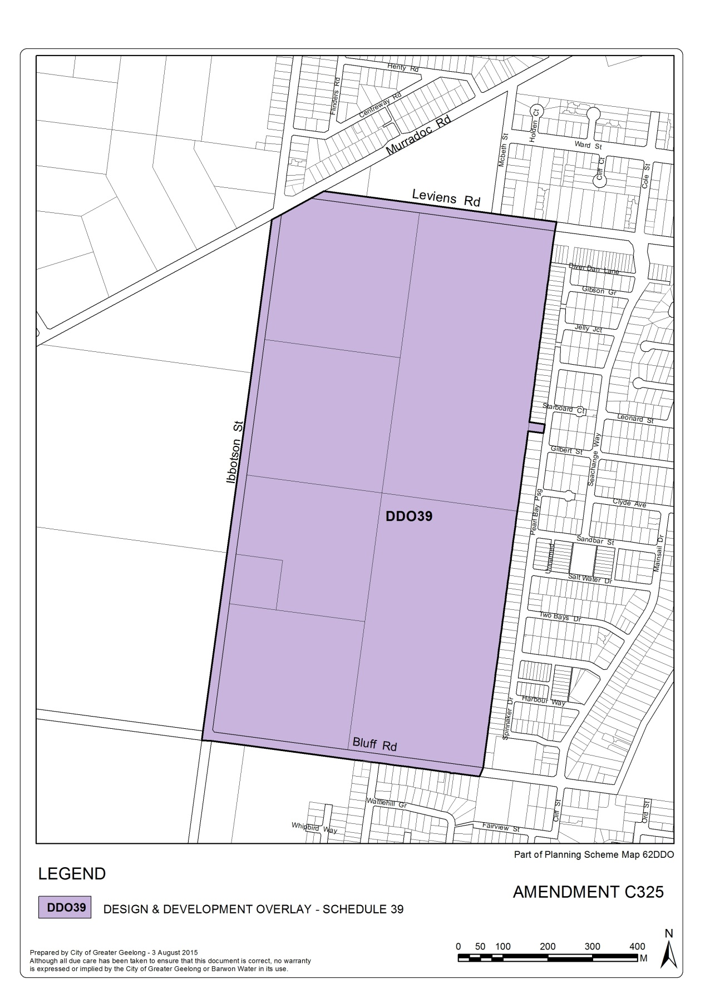 Henty Rd
Flinders Rd
Centreway Rd
Murradoc Rd
Holden Ct
Mcbeth St
Ward St
Cliff Ct
Cole St
Leviens Rd
Diver Dan Lane
Gibson Gr
Jelly Jct
Starboard Ct
Leonard St
Ibbotson St
Seachange Way
Gilbert St
Pearl Bay Psg
Clyde Ave
DDO39
Sandbar St
Mainsail Dr
Unnamed
Salt Water Dr
Two Bays Dr
Harbour Way
Spinnaker Dr
Bluff Rd
Wattlehill Gr
Cliff St
Ord St
Whipbird Way
Fairview St
Part of Planning Scheme Map 62DDO
LEGEND
AMENDMENT C325
DDO39 DESIGN & DEVELOPMENT OVERLAY - SCHEDULE 39
N
0 50 100 200 300 400
M
Prepared by City of Greater Geelong - 3 August 2015
Although all due care has been taken to ensure that this document is correct, no warranty
is expressed or implied by the City of Greater Geelong or Barwon Water in its use.